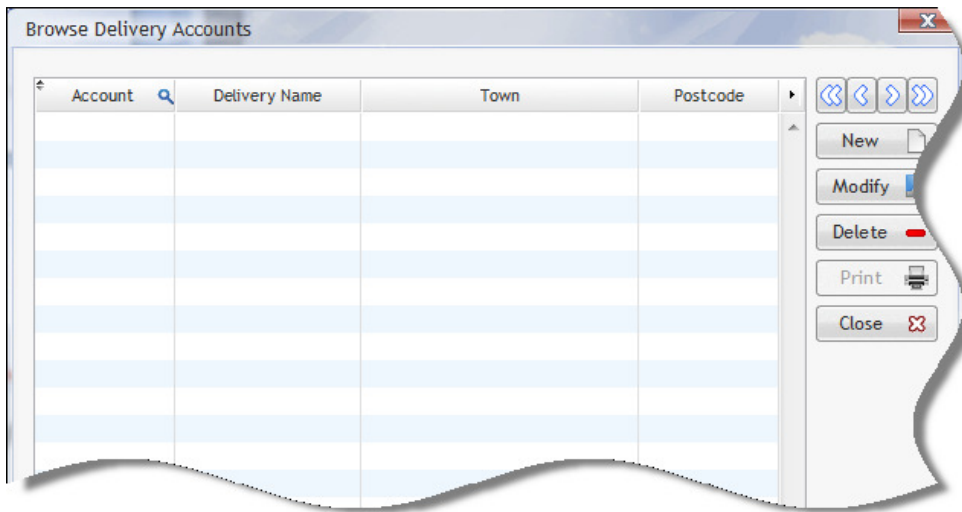 Browse Delivery Accounts
Account Delivery Name Town Postcode
New
Modify
Delete
Print
Close